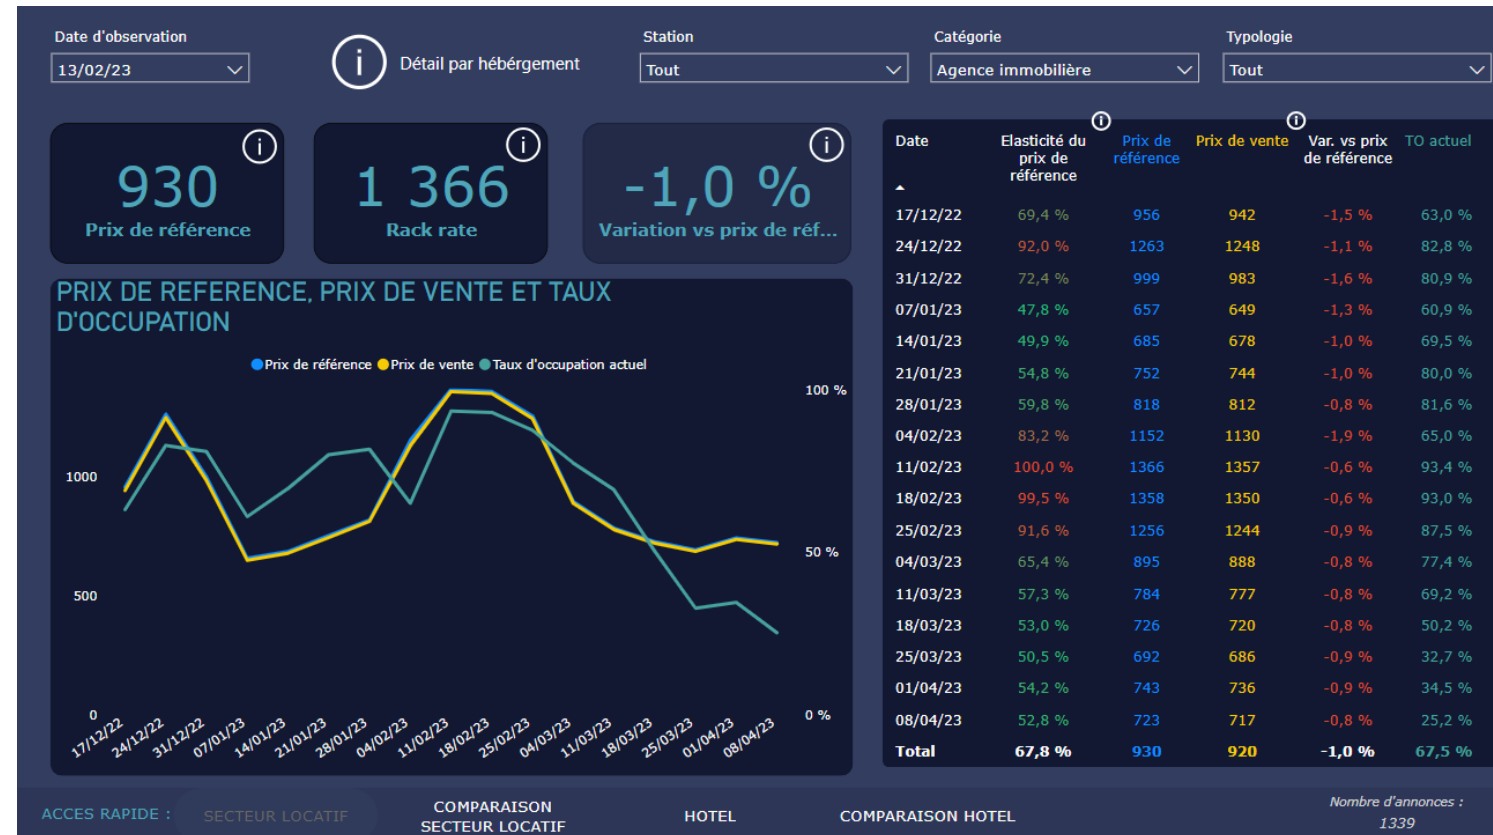 Date d'observation
13/02/23
i
Détail par hébérgement
Station
Tout
Catégorie
Agence immobilière
Typologie
Tout
i
930
Prix de référence
i
1 366
Rack rate
i
-1,0 %
Variation vs prix de réf...
PRIX DE REFERENCE, PRIX DE VENTE ET TAUX
D'OCCUPATION
Prix de référence Prix de vente Taux d'occupation actuel
100 %
1000
50 %
500
0
0 %
17/12/22 24/12/22 31/12/22 07/01/23 14/01/23 21/01/23 28/01/23 04/02/23 11/02/23 18/02/23 25/02/23 04/03/23 11/03/23 18/03/23 25/03/23 01/04/23 08/04/23
i i
Date Elasticité du Prix de Prix de vente Var. vs prix TO actuel
prix de référence de référence
référence
17/12/22 69,4 % 956 942 -1,5 % 63,0 %
24/12/22 92,0 % 1263 1248 -1,1 % 82,8 %
31/12/22 72,4 % 999 983 -1,6 % 80,9 %
07/01/23 47,8 % 657 649 -1,3 % 60,9 %
14/01/23 49,9 % 685 678 -1,0 % 69,5 %
21/01/23 54,8 % 752 744 -1,0 % 80,0 %
28/01/23 59,8 % 818 812 -0,8 % 81,6 %
04/02/23 83,2 % 1152 1130 -1,9 % 65,0 %
11/02/23 100,0 % 1366 1357 -0,6 % 93,4 %
18/02/23 99,5 % 1358 1350 -0,6 % 93,0 %
25/02/23 91,6 % 1256 1244 -0,9 % 87,5 %
04/03/23 65,4 % 895 888 -0,8 % 77,4 %
11/03/23 57,3 % 784 777 -0,8 % 69,2 %
18/03/23 53,0 % 726 720 -0,8 % 50,2 %
25/03/23 50,5 % 692 686 -0,9 % 32,7 %
01/04/23 54,2 % 743 736 -0,9 % 34,5 %
08/04/23 52,8 % 723 717 -0,8 % 25,2 %
Total 67,8 % 930 920 -1,0 % 67,5 %
ACCES RAPIDE :
SECTEUR LOCATIF
COMPARAISON
SECTEUR LOCATIF
HOTEL
COMPARAISON HOTEL
Nombre d'annonces :
1339